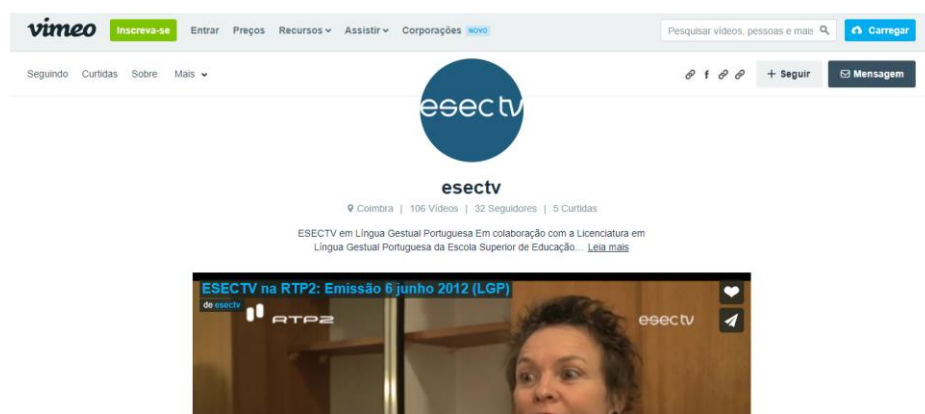 vimeo Inscreva-se Entrar Preços Recursos Assistir Corporações NOVO Pesquisar vídeos, pessoas e mais Carregar
Seguindo Curtidas Sobre Mais f + Seguir Mensagem
esectv
esectv
Coimbra | 106 Vídeos | 32 Seguidores | 5 Curtidas
ESECTV em Língua Gestual Portuguesa Em colaboração com a Licenciatura em
Língua Gestual Portuguesa da Escola Superior de Educação... Leia mais
ESECTV na RTP2: Emissão 6 junho 2012 (LGP)
de esectv
RTP2 esectv